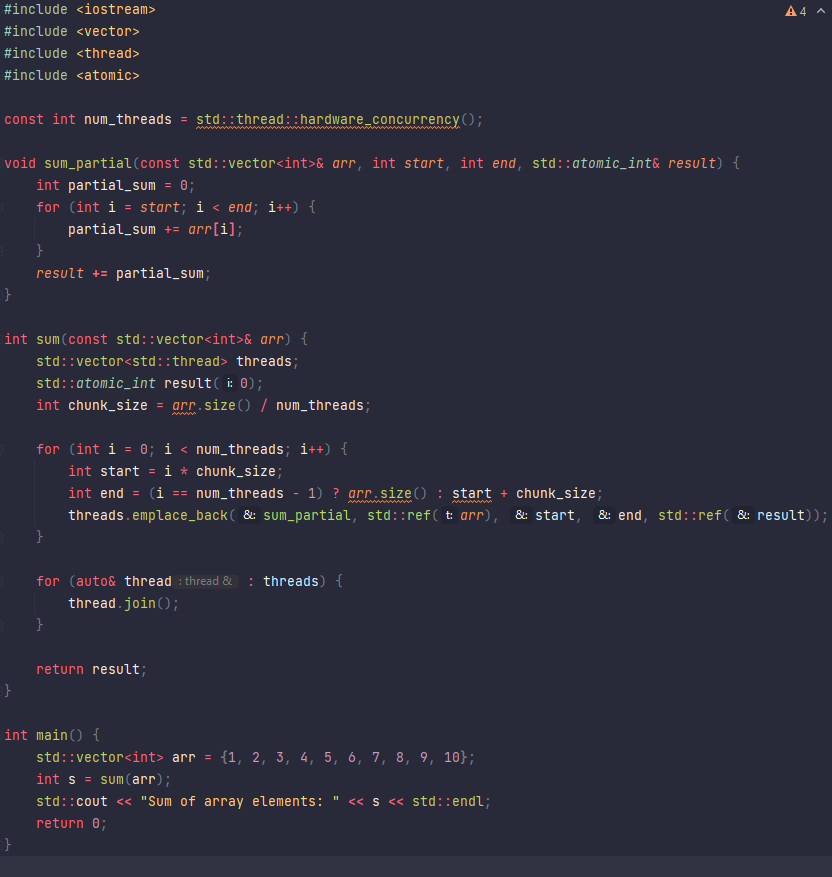 #include <iostream>
#include <vector>
#include <thread>
#include <atomic>
4
const int num_threads = std::thread::hardware_concurrency();
void sum_partial(const std::vector<int>& arr, int start, int end, std::atomic_int& result) {
    int partial_sum = 0;
    for (int i = start; i < end; i++) {
        partial_sum += arr[i];
    }
    result += partial_sum;
}
int sum(const std::vector<int>& arr) {
    std::vector<std::thread> threads;
    std::atomic_int result( i: 0);
    int chunk_size = arr.size() / num_threads;
    for (int i = 0; i < num_threads; i++) {
        int start = i * chunk_size;
        int end = (i == num_threads - 1) ? arr.size() : start + chunk_size;
        threads.emplace_back( &: sum_partial, std::ref( t: arr), &: start, &: end, std::ref( &: result));
    }
    for (auto& thread : thread & : threads) {
        thread.join();
    }
    return result;
}
int main() {
    std::vector<int> arr = {1, 2, 3, 4, 5, 6, 7, 8, 9, 10};
    int s = sum(arr);
    std::cout << "Sum of array elements: " << s << std::endl;
    return 0;
}